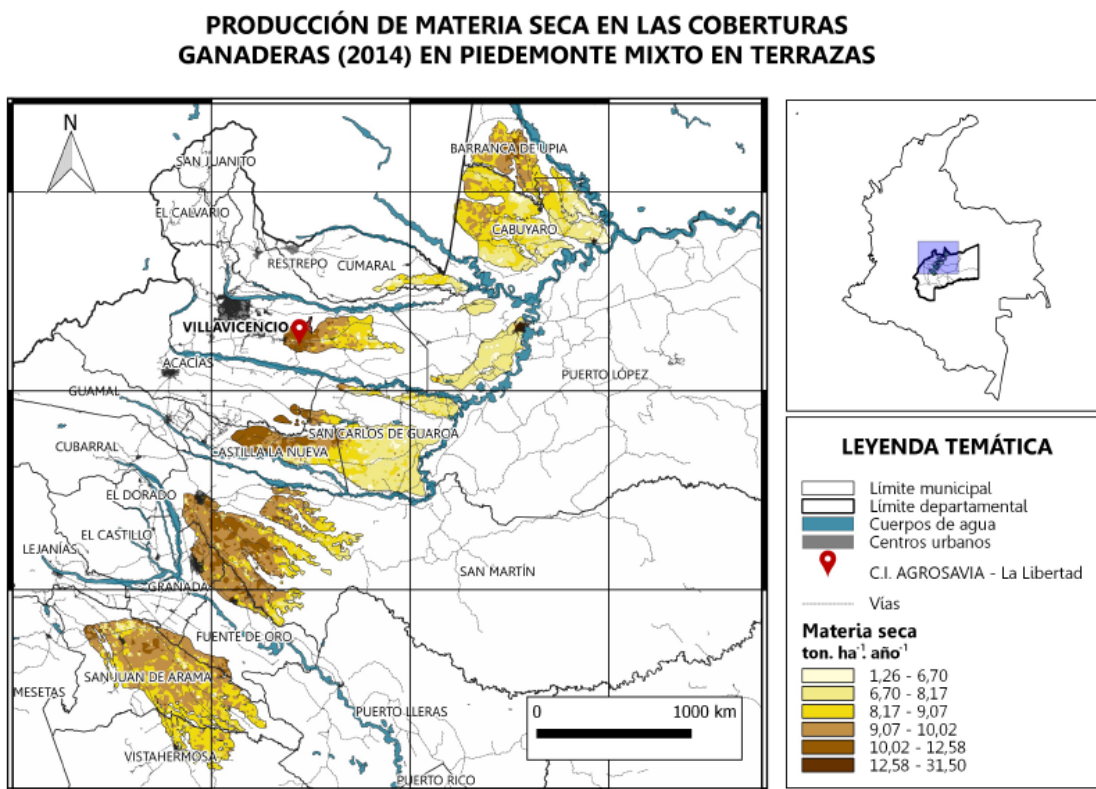 PRODUCCIÓN DE MATERIA SECA EN LAS COBERTURAS
GANADERAS (2014) EN PIEDEMONTE MIXTO EN TERRAZAS
N
SAN JUANITO
BARRANCA DE UPIA
EL CALVARIO
CABUYARO
RESTREPO
CUMARAL
VILLAVICENCIO
ACACIAS
PUERTO LÓPEZ
GUAMAL
SAN CARLOS DE GUAROA
CUBARRAL
CASTILLA LA NUEVA
EL DORADO
EL CASTILLO
LEJANÍAS
SAN MARTÍN
GRANADA
FUENTE DE ORO
SAN JUAN DE ARAMA
MESETAS
PUERTO LLERAS
VISTAHERMOSA
PUERTO RICO
0 1000 km
LEYENDA TEMÁTICA
Límite municipal
Límite departamental
Cuerpos de agua
Centros urbanos
C.I. AGROSAVIA - La Libertad
Vías
Materia seca
ton. ha⁻¹. año⁻¹
1,26 - 6,70
6,70 - 8,17
8,17 - 9,07
9,07 - 10,02
10,02 - 12,58
12,58 - 31,50